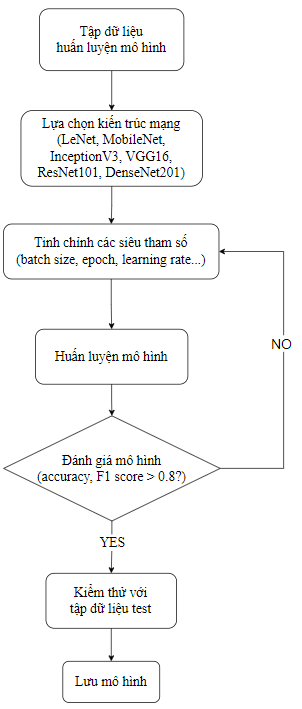 Tập dữ liệu
huấn luyện mô hình
Lựa chọn kiến trúc mạng
(LeNet, MobileNet,
InceptionV3, VGG16,
ResNet101, DenseNet201)
Tinh chỉnh các siêu tham số
(batch size, epoch, learning rate...)
Huấn luyện mô hình
NO
Đánh giá mô hình
(accuracy, F1 score > 0.8?)
YES
Kiểm thử với
tập dữ liệu test
Lưu mô hình